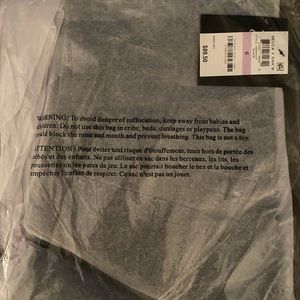 $89.50
6
WARNING: To avoid danger of suffocation, keep away from babies and
children. Do not use this bag in cribs, beds, carriages or playpens. The bag
could block the nose and mouth and prevent breathing. This bag is not a toy.
ATTENTION: Pour éviter tout risque d'étouffement, tenir hors de portée des
bébés et des enfants. Ne pas utiliser ce sac dans les berceaux, les lits, les
poussettes ou les parcs de jeu. Le sac pourrait boucher le nez et la bouche et
empêcher l'enfant de respirer. Ce sac n'est pas un jouet.